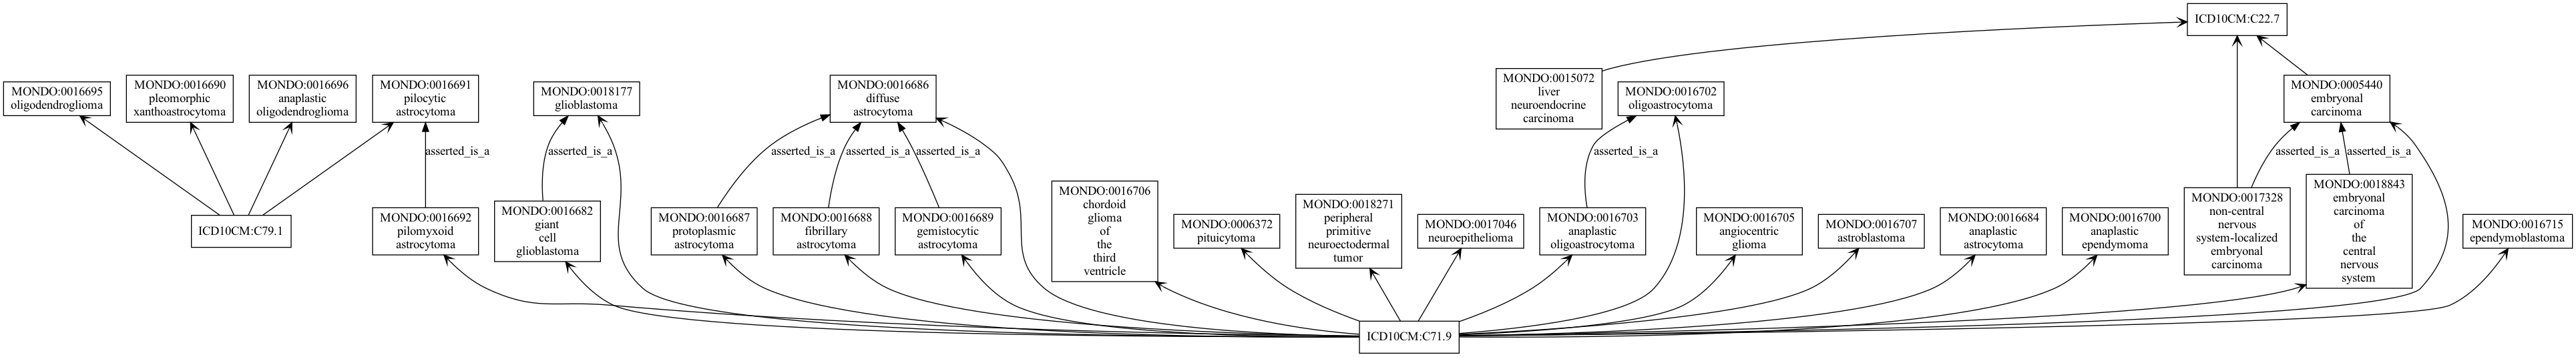 ICD10CM:C22.7
MONDO:0016695
oligodendroglioma
MONDO:0016690
pleomorphic
xanthoastrocytoma
MONDO:0016696
anaplastic
oligodendroglioma
MONDO:0016691
pilocytic
astrocytoma
MONDO:0018177
glioblastoma
MONDO:0016686
diffuse
astrocytoma
MONDO:0015072
liver
neuroendocrine
carcinoma
MONDO:0016702
oligoastrocytoma
MONDO:0005440
embryonal
carcinoma
asserted_is_a
asserted_is_a
asserted_is_a
asserted_is_a
asserted_is_a
asserted_is_a
asserted_is_a
asserted_is_a
ICD10CM:C79.1
MONDO:0016692
pilomyxoid
astrocytoma
MONDO:0016682
giant
cell
glioblastoma
MONDO:0016687
protoplasmic
astrocytoma
MONDO:0016688
fibrillary
astrocytoma
MONDO:0016689
gemistocytic
astrocytoma
MONDO:0016706
chordoid
glioma
of
the
third
ventricle
MONDO:0006372
pituicytoma
MONDO:0018271
peripheral
primitive
neuroectodermal
tumor
MONDO:0017046
neuroepithelioma
MONDO:0016703
anaplastic
oligoastrocytoma
MONDO:0016705
angiocentric
glioma
MONDO:0016707
astroblastoma
MONDO:0016684
anaplastic
astrocytoma
MONDO:0016700
anaplastic
ependymoma
MONDO:0017328
non-central
nervous
system-localized
embryonal
carcinoma
MONDO:0018843
embryonal
carcinoma
of
the
central
nervous
system
MONDO:0016715
ependymoblastoma
ICD10CM:C71.9